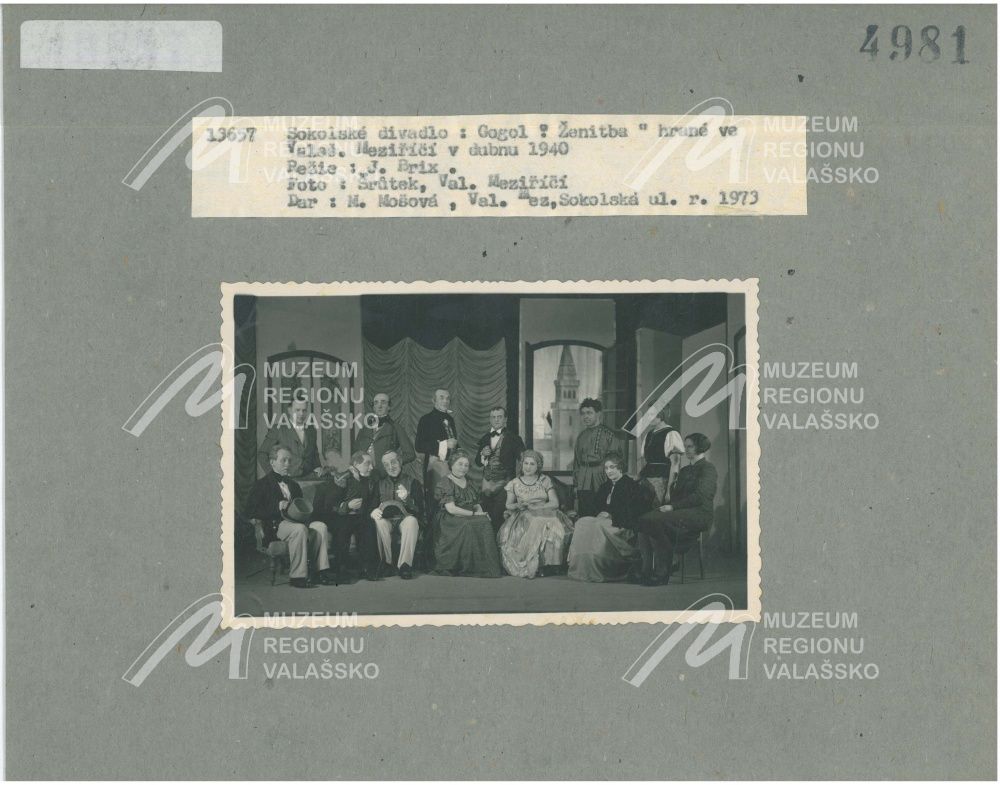 4981
13657 Sokolské divadlo : Gogol " Ženitba " hrané ve
Valaš. Meziříčí v dubnu 1940
Režie : J. Brix .
Foto : Šrůtek, Val. Meziříčí
Dar : M. Mošová , Val. Mez,Sokolská ul. r. 1973
MUZEUM
REGIONU
VALAŠSKO
MUZEUM
REGIONU
VALAŠSKO
MUZEUM
REGIONU
VALAŠSKO
MUZEUM
REGIONU
VALAŠSKO
MUZEUM
REGIONU
VALAŠSKO
MUZEUM
REGIONU
VALAŠSKO